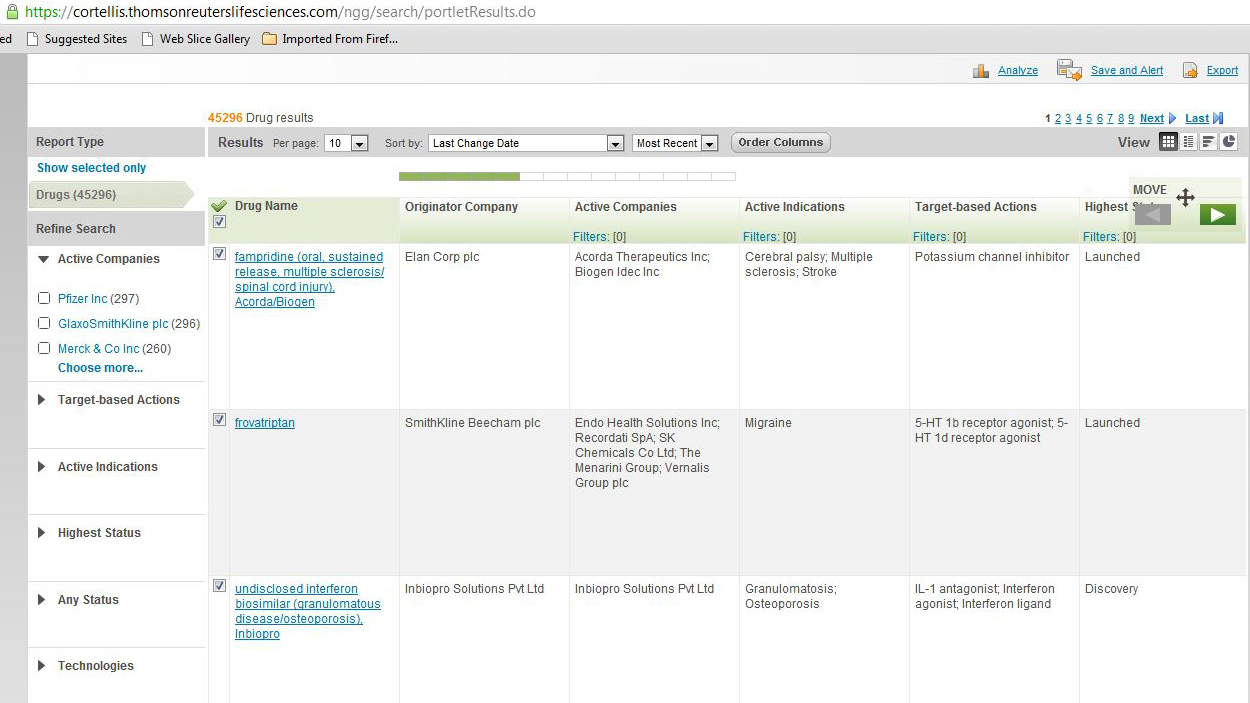 https://cortellis.thomsonreuterslifesciences.com/ngg/search/portletResults.do
ed Suggested Sites Web Slice Gallery Imported From Firef...
Analyze Save and Alert Export
45296 Drug results
1 2 3 4 5 6 7 8 9 Next Last
Report Type
Results Per page: 10 Sort by: Last Change Date Most Recent Order Columns View
Show selected only
Drugs (45296)
Refine Search
Active Companies
Pfizer Inc (297)
GlaxoSmithKline plc (296)
Merck & Co Inc (260)
Choose more...
Target-based Actions
Active Indications
Highest Status
Any Status
Technologies
MOVE
Drug Name Originator Company Active Companies Active Indications Target-based Actions Highest
Filters: [0] Filters: [0] Filters: [0] Filters: [0]
fampridine (oral, sustained
release, multiple sclerosis/
spinal cord injury),
Acorda/Biogen
Elan Corp plc
Acorda Therapeutics Inc;
Biogen Idec Inc
Cerebral palsy; Multiple
sclerosis; Stroke
Potassium channel inhibitor
Launched
frovatriptan
SmithKline Beecham plc
Endo Health Solutions Inc;
Recordati SpA; SK
Chemicals Co Ltd; The
Menarini Group; Vernalis
Group plc
Migraine
5-HT 1b receptor agonist; 5-
HT 1d receptor agonist
Launched
undisclosed interferon
biosimilar (granulomatous
disease/osteoporosis),
Inbiopro
Inbiopro Solutions Pvt Ltd
Inbiopro Solutions Pvt Ltd
Granulomatosis;
Osteoporosis
IL-1 antagonist; Interferon
agonist; Interferon ligand
Discovery